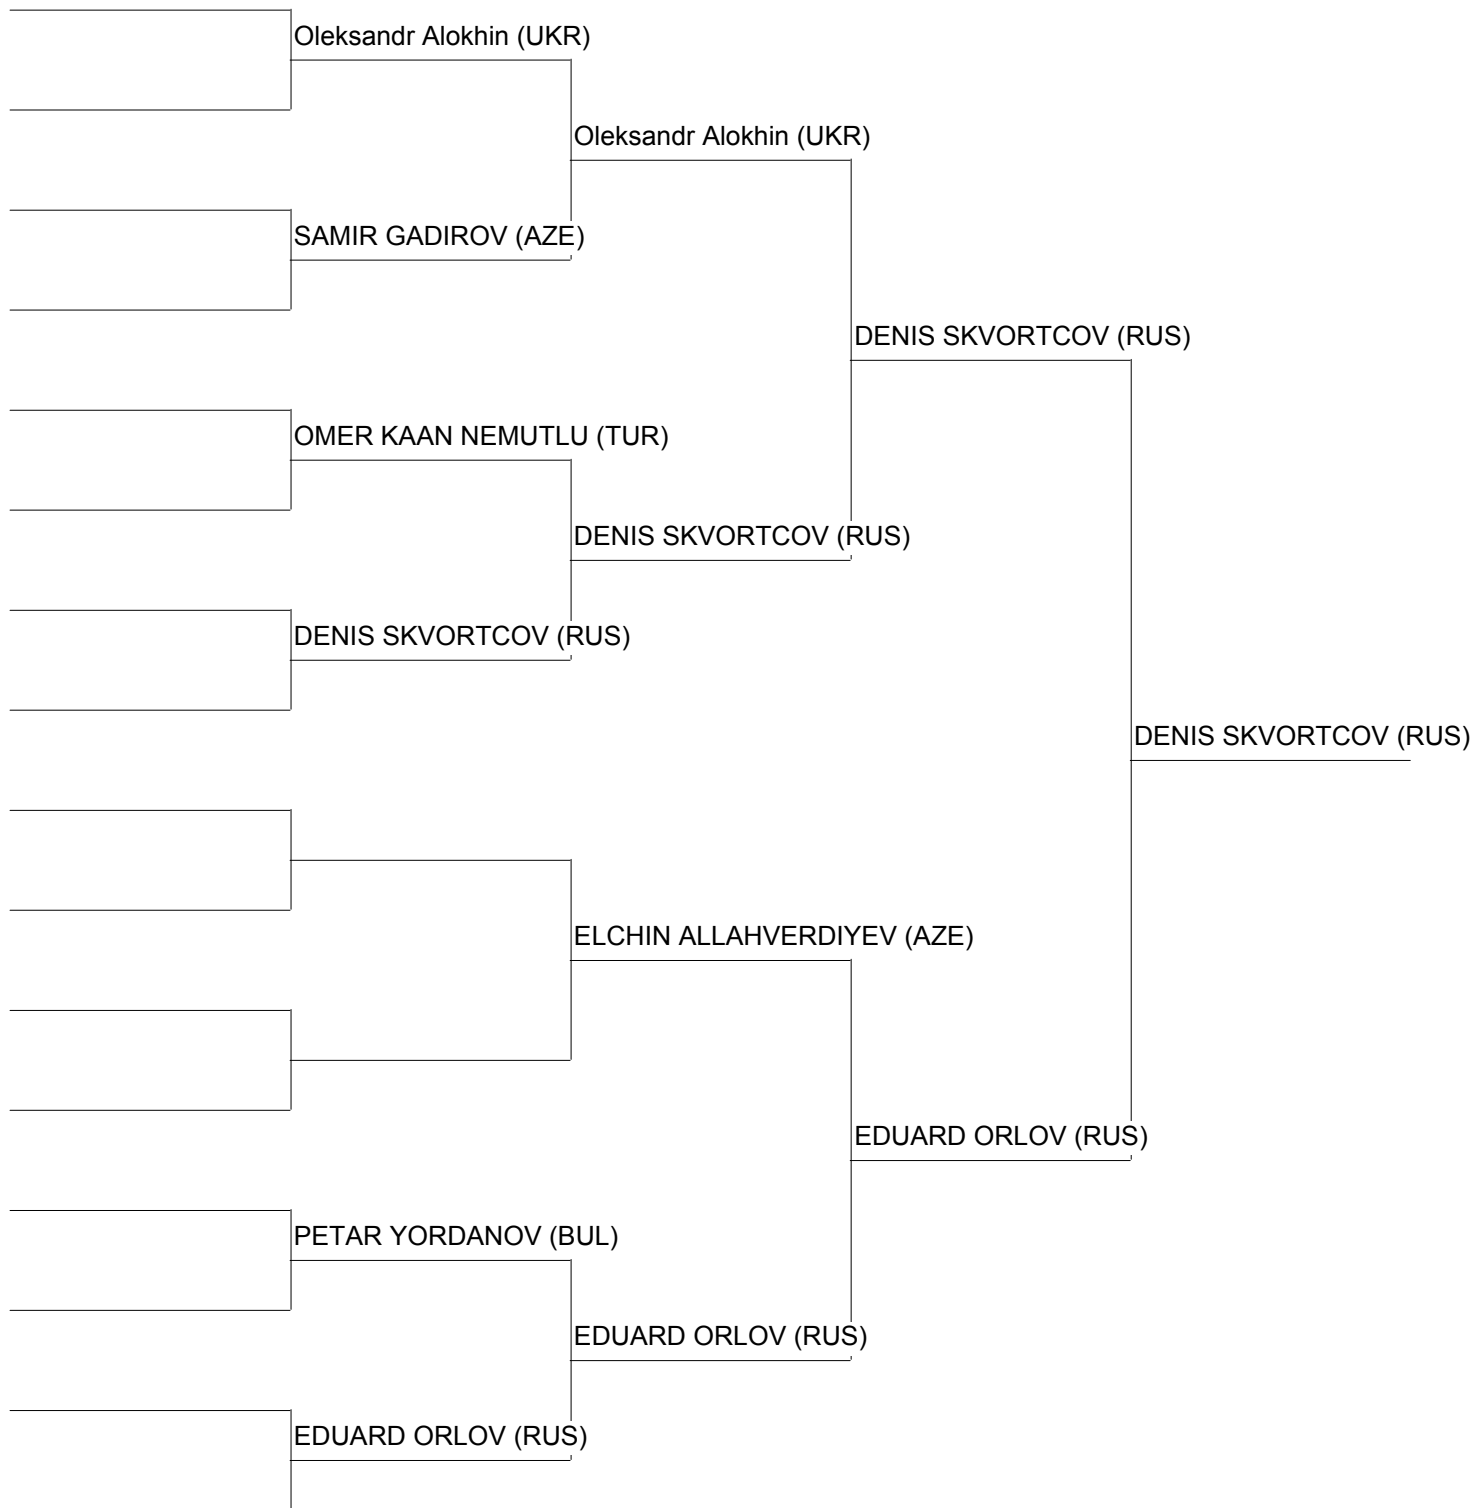 Oleksandr Alokhin (UKR)
Oleksandr Alokhin (UKR)
SAMIR GADIROV (AZE)
DENIS SKVORTCOV (RUS)
OMER KAAN NEMUTLU (TUR)
DENIS SKVORTCOV (RUS)
DENIS SKVORTCOV (RUS)
DENIS SKVORTCOV (RUS)
ELCHIN ALLAHVERDIYEV (AZE)
EDUARD ORLOV (RUS)
PETAR YORDANOV (BUL)
EDUARD ORLOV (RUS)
EDUARD ORLOV (RUS)